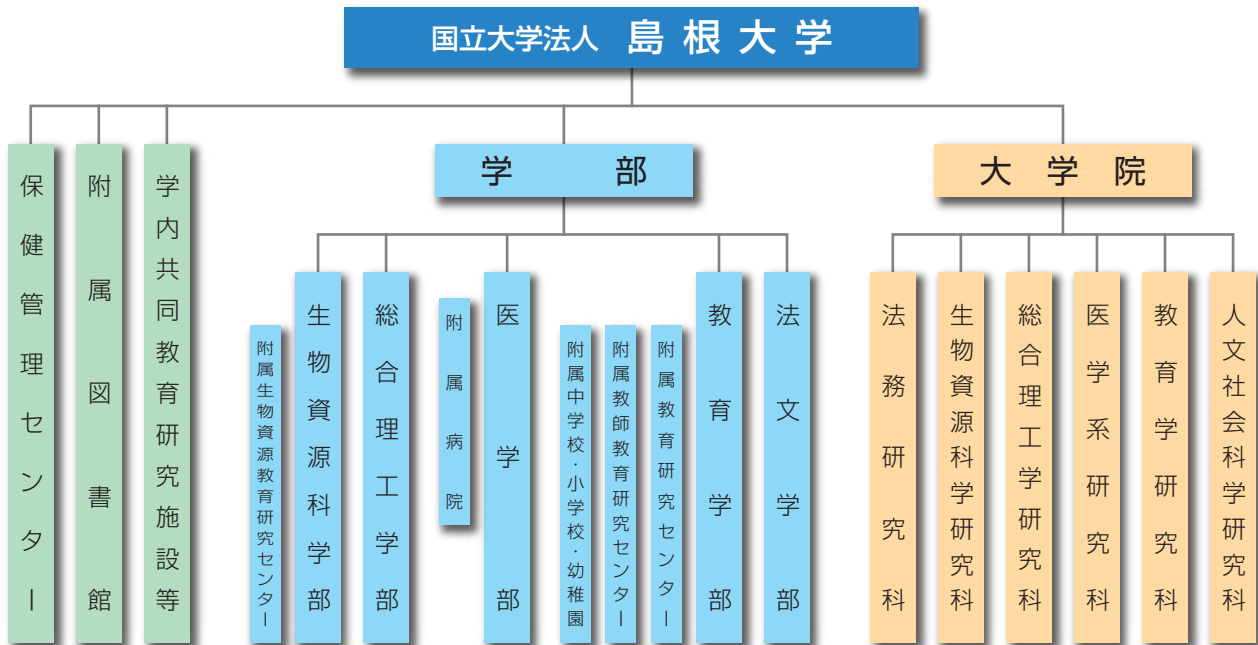 国立大学法人 島根大学
学部
大学院
人文社会科学研究科
教育学研究科
医学系研究科
総合理工学研究科
生物資源科学研究科
法務研究科
法文学部
教育学部
附属教育研究センター
附属教師教育研究センター
附属中学校・小学校・幼稚園
医学部
附属病院
総合理工学部
生物資源科学部
附属生物資源教育研究センター
学内共同教育研究施設等
附属図書館
保健管理センター